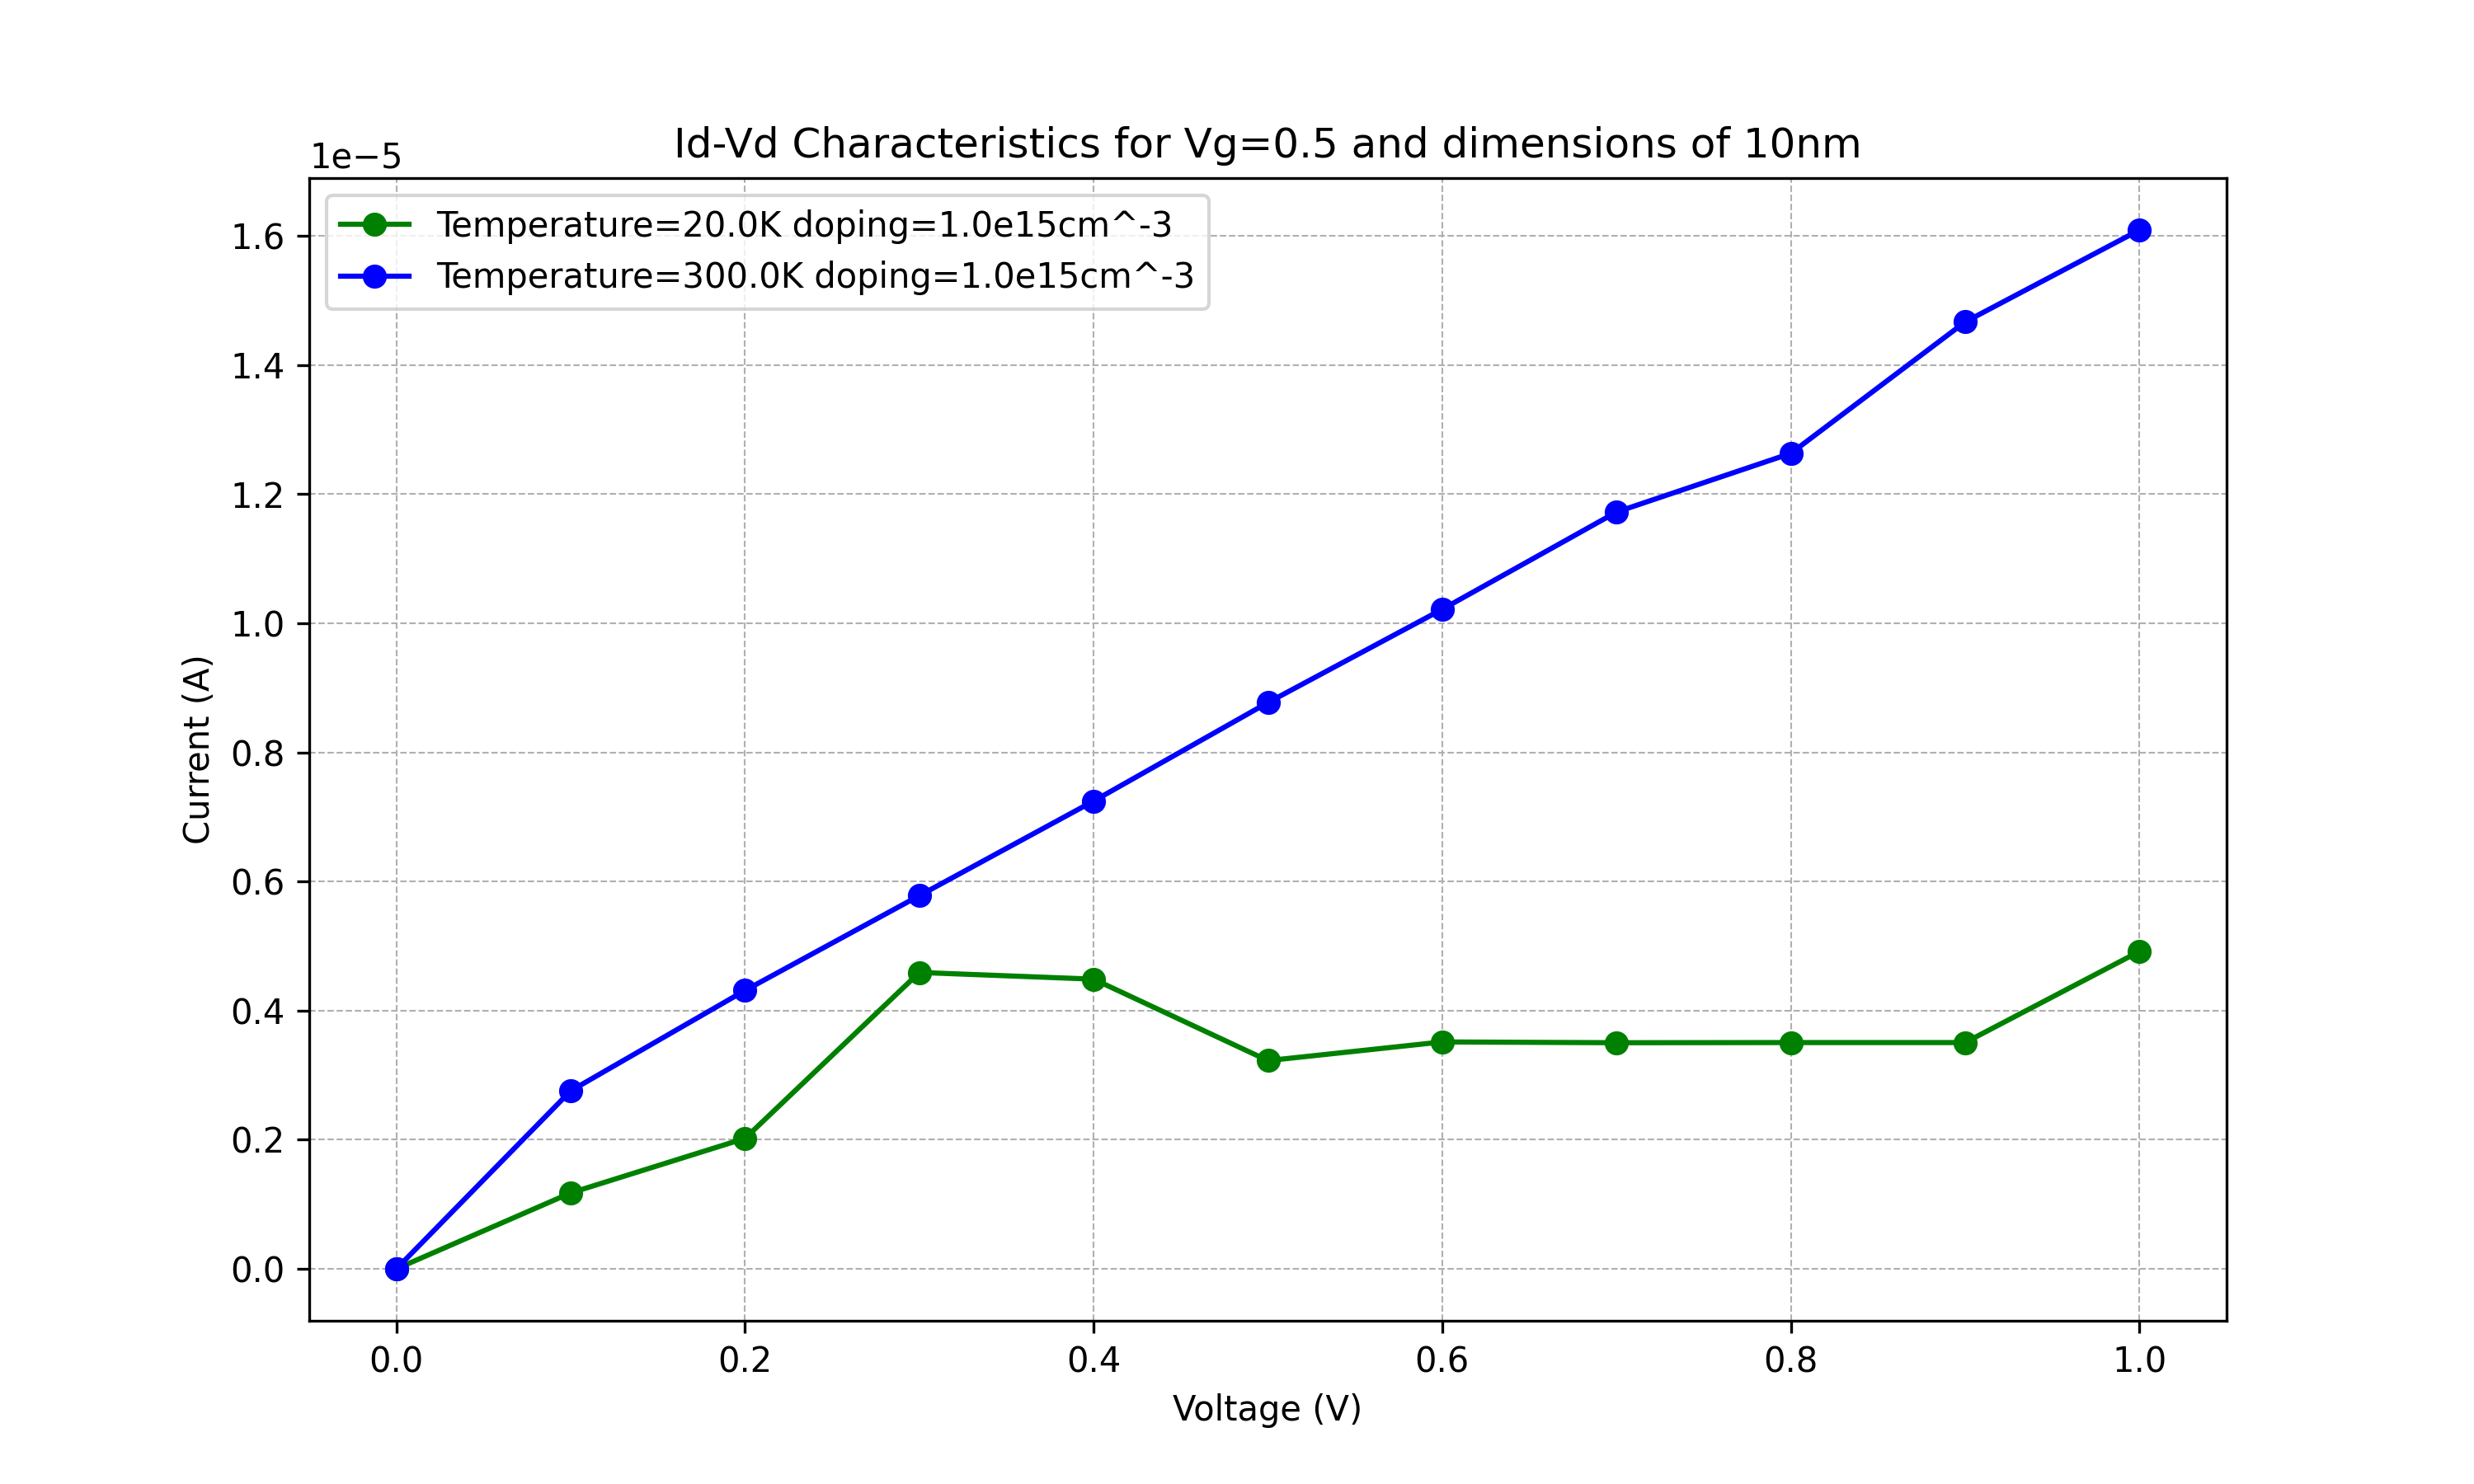 Id-Vd Characteristics for Vg=0.5 and dimensions of 10nm
1e−5
Temperature=20.0K doping=1.0e15cm^-3
Temperature=300.0K doping=1.0e15cm^-3
1.6
1.4
1.2
1.0
0.8
0.6
0.4
0.2
0.0
Current (A)
0.0 0.2 0.4 0.6 0.8 1.0
Voltage (V)